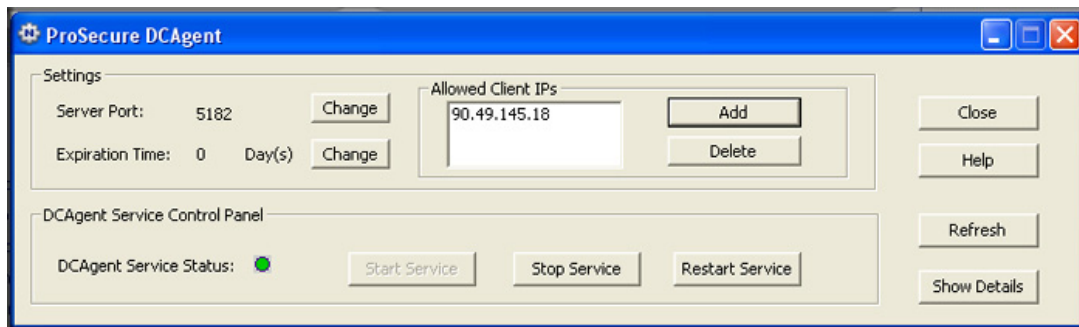 ProSecure DCAgent
Settings
Server Port: 5182 Change
Expiration Time: 0 Day(s) Change
Allowed Client IPs
90.49.145.18
Add
Delete
Close
Help
DCAgent Service Control Panel
DCAgent Service Status: Start Service Stop Service Restart Service
Refresh
Show Details